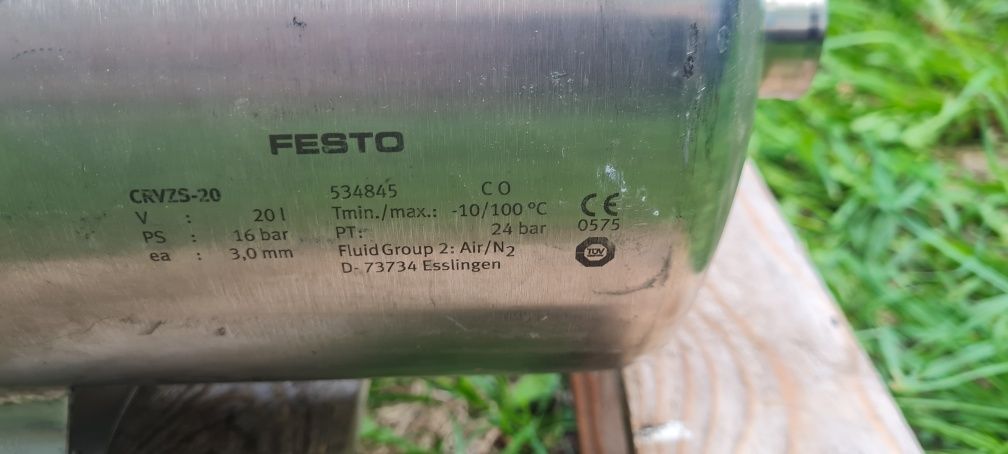 FESTO
CRVZS-20
V : 20 l
PS : 16 bar
ea : 3,0 mm
534845 C O
Tmin./max.: -10/100 °C
PT: 24 bar
Fluid Group 2: Air/N₂
D- 73734 Esslingen
CE
0575
TÜV